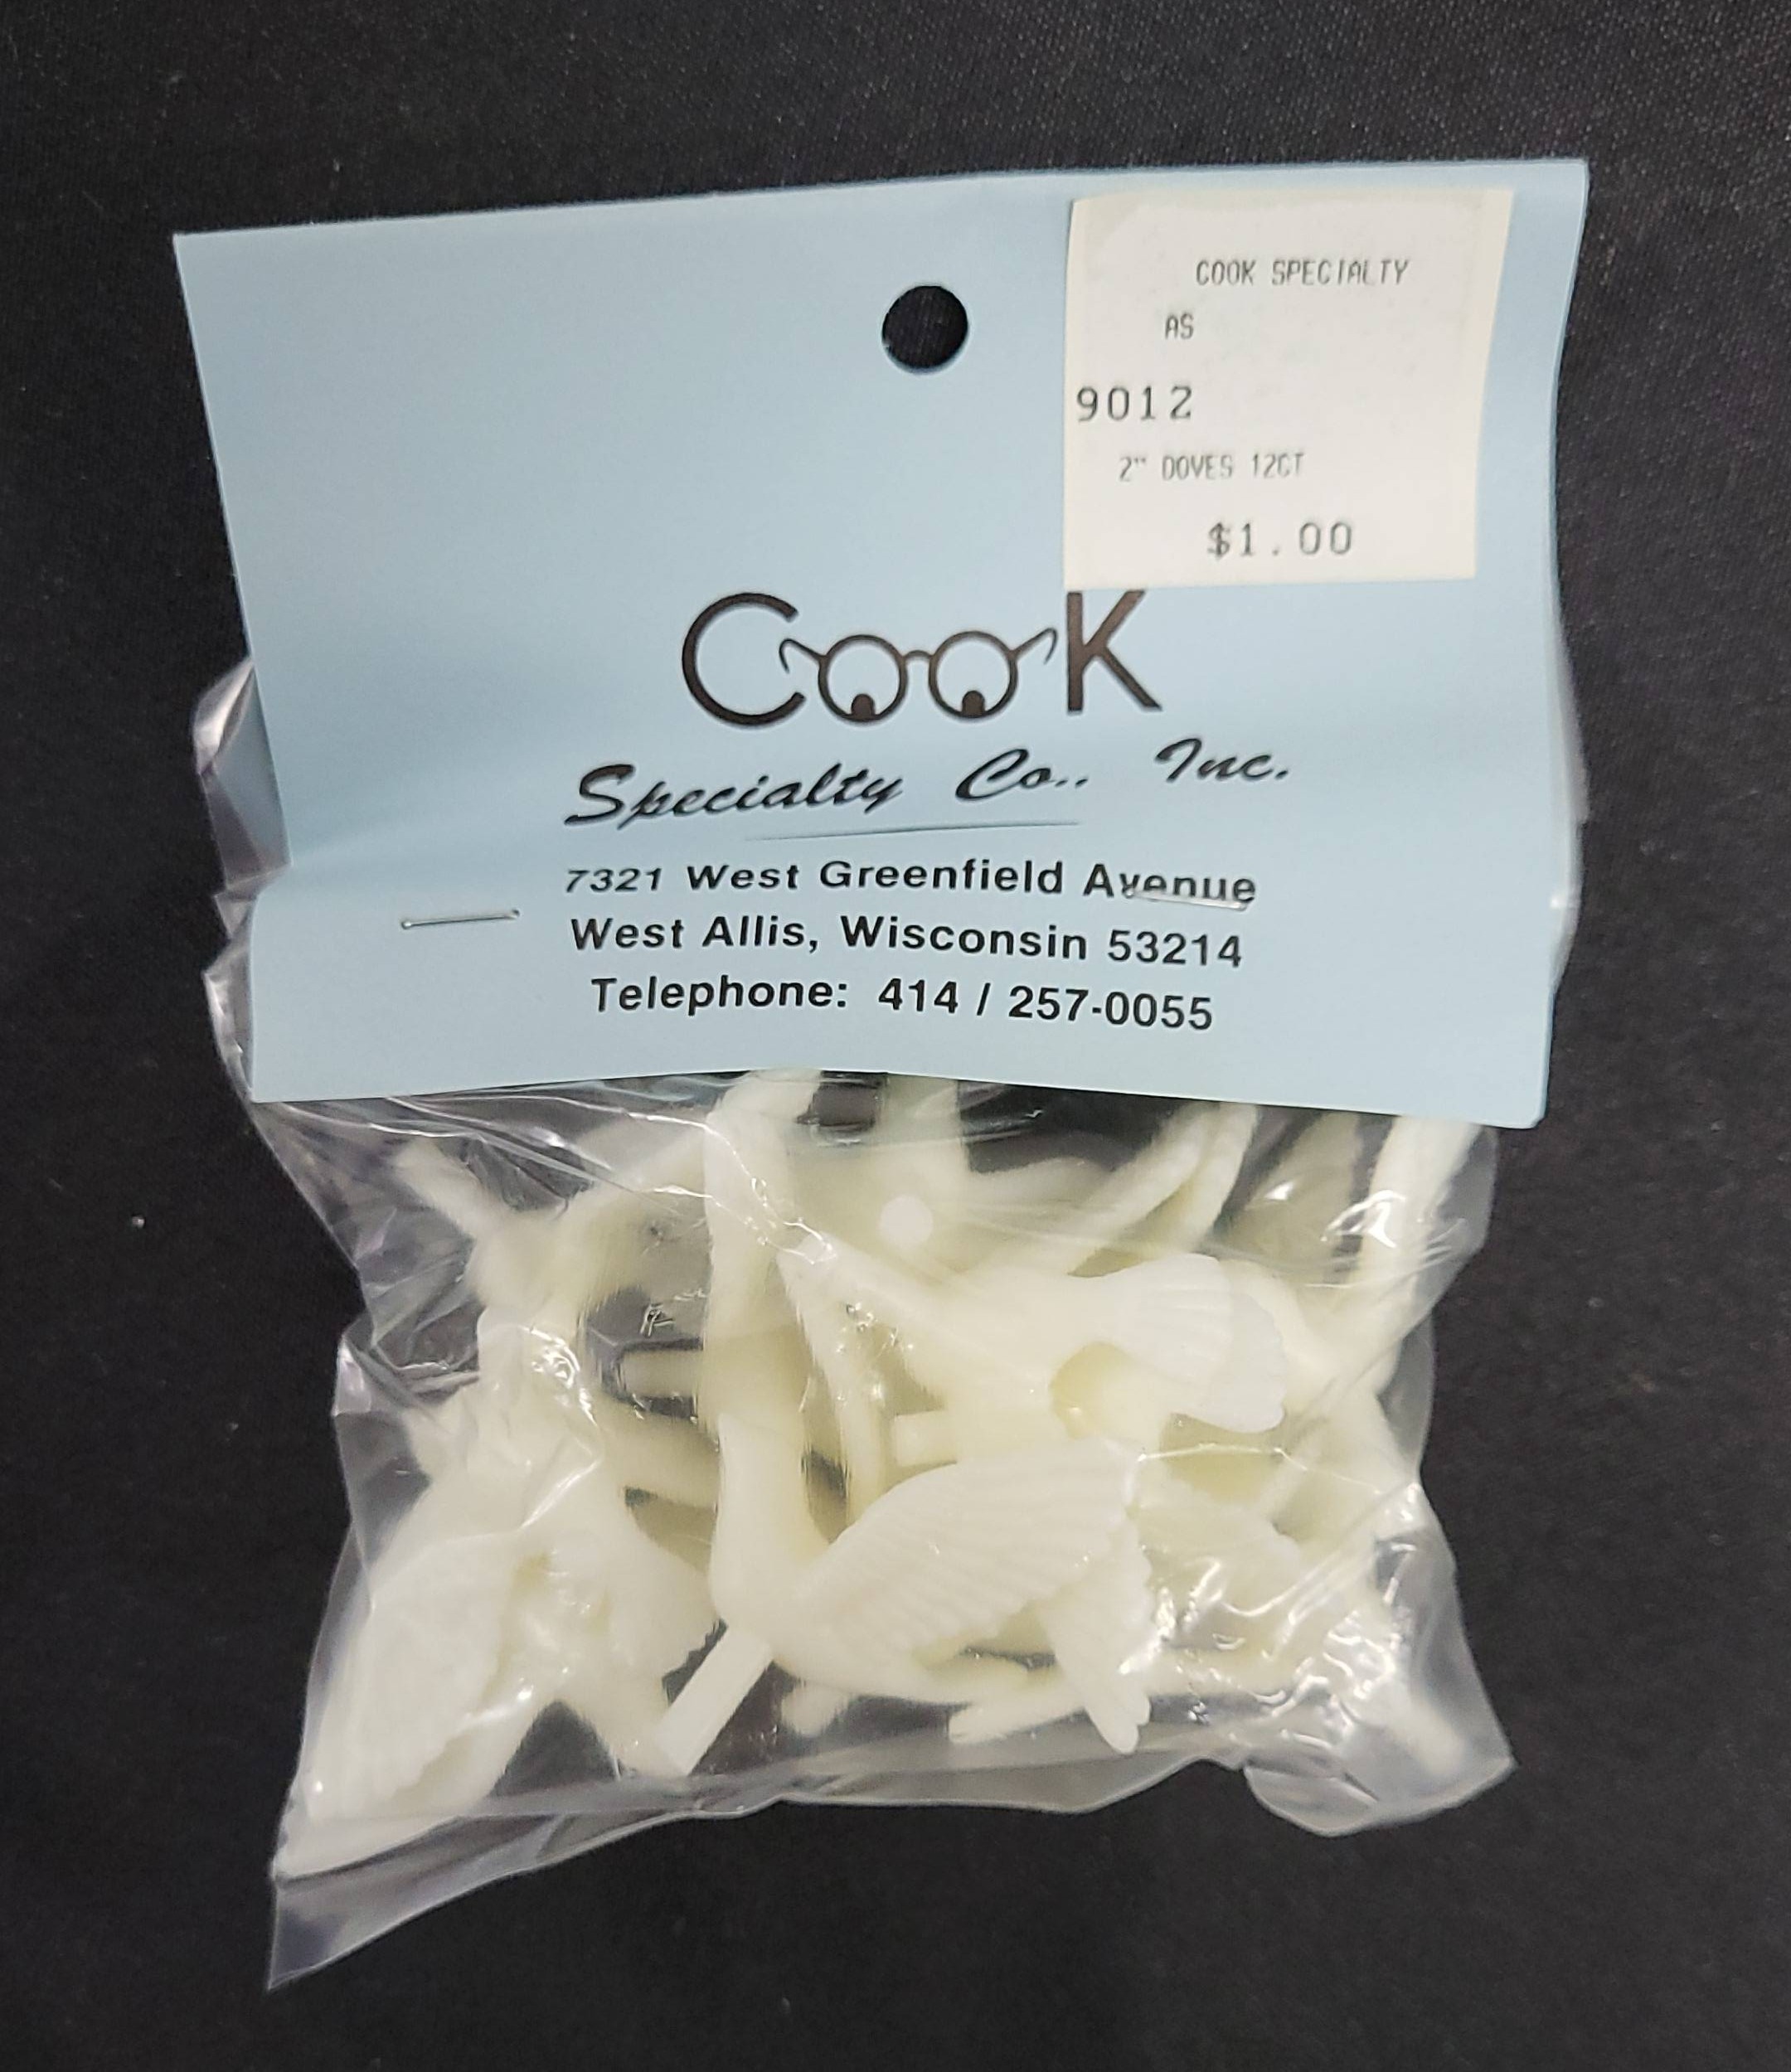 COOK SPECIALTY
AS
9012
2" DOVES 12CT
$1.00
Cook
Specialty Co., Inc.
7321 West Greenfield Avenue
West Allis, Wisconsin 53214
Telephone: 414 / 257-0055